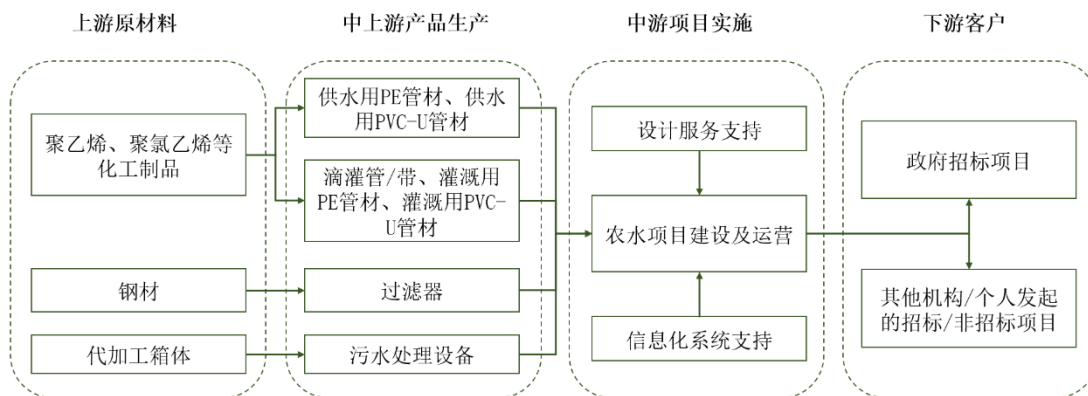 上游原材料
中上游产品生产
中游项目实施
下游客户
聚乙烯、聚氯乙烯等
化工制品
钢材
代加工箱体
供水用PE管材、供水
用PVC-U管材
滴灌管/带、灌溉用
PE管材、灌溉用PVC-
U管材
过滤器
污水处理设备
设计服务支持
农水项目建设及运营
信息化系统支持
政府招标项目
其他机构/个人发起
的招标/非招标项目